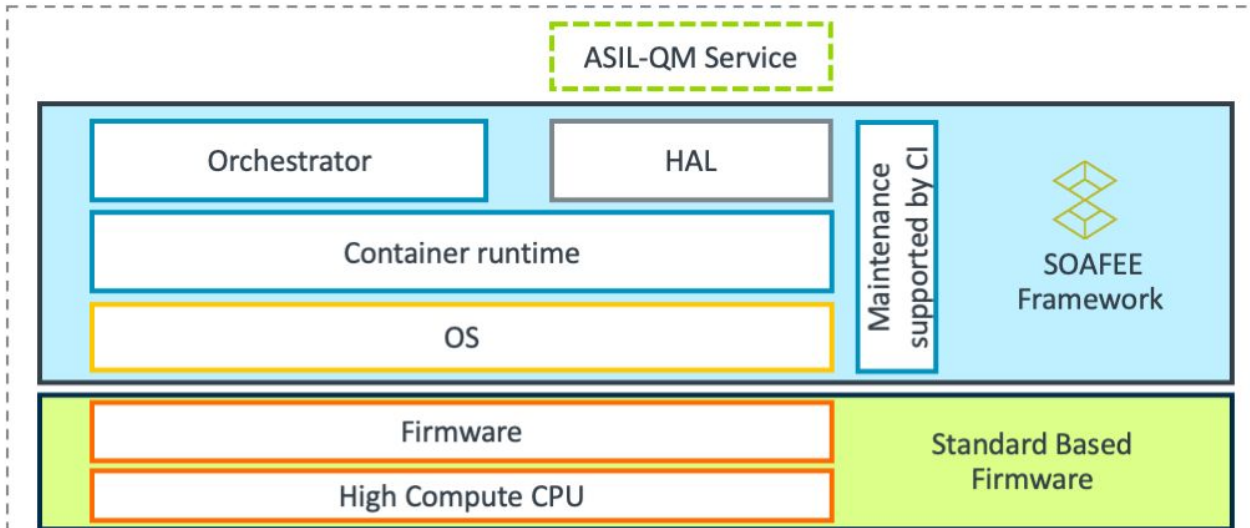 ASIL-QM Service
Orchestrator
HAL
Container runtime
OS
Maintenance
supported by CI
SOAFEE
Framework
Firmware
High Compute CPU
Standard Based
Firmware